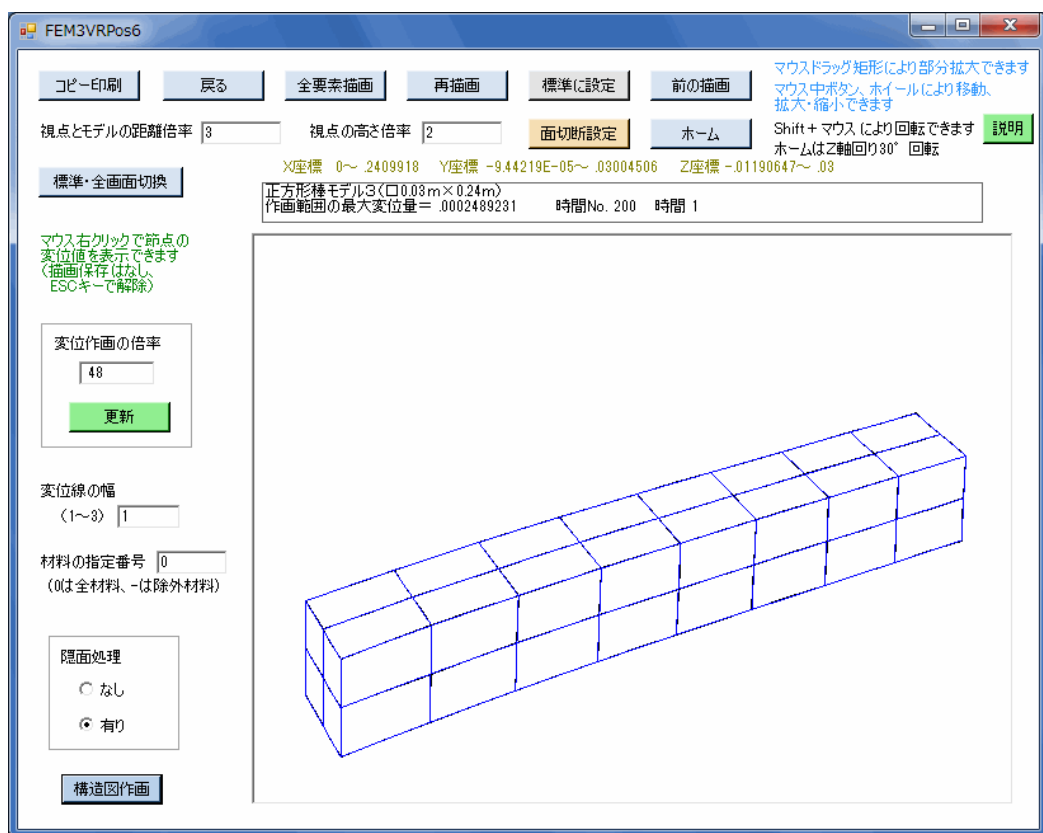 FEM3VRPos6
コピー印刷 戻る 全要素描画 再描画 標準に設定 前の描画
マウスドラッグ矩形により部分拡大できます
マウス中ボタン、ホイールにより移動、
拡大・縮小できます
視点とモデルの距離倍率 3 視点の高さ倍率 2 面切断設定 ホーム
Shift+マウスにより回転できます 説明
ホームはZ軸回り30° 回転
標準・全画面切換
X座標 0~ .2409918 Y座標 -9.44219E-05~ .03004506 Z座標 -.01190647~ .03
正方形棒モデル3(口0.03m×0.24m)
作画範囲の最大変位量= .0002489231 時間No. 200 時間 1
マウス右クリックで節点の
変位値を表示できます
(描画保存はなし、
ESCキーで解除)
変位作画の倍率
48
更新
変位線の幅
(1~3) 1
材料の指定番号 0
(0は全材料、-は除外材料)
隠面処理
なし
有り
構造図作画